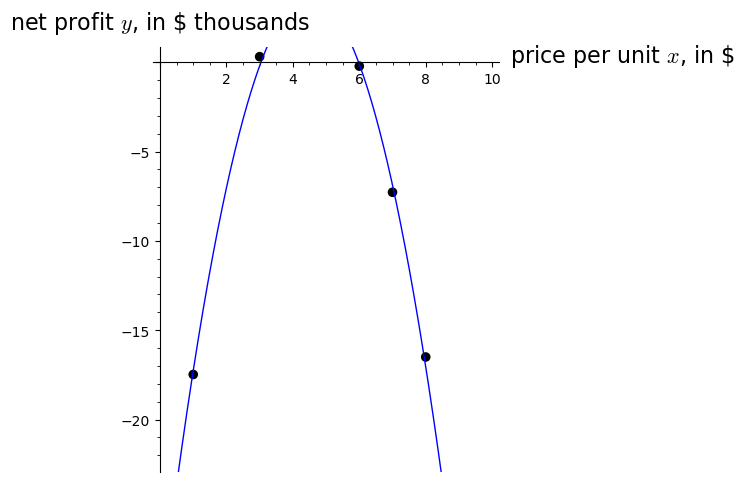 net profit y, in $ thousands
price per unit x, in $
2 4 6 8 10
−5
−10
−15
−20